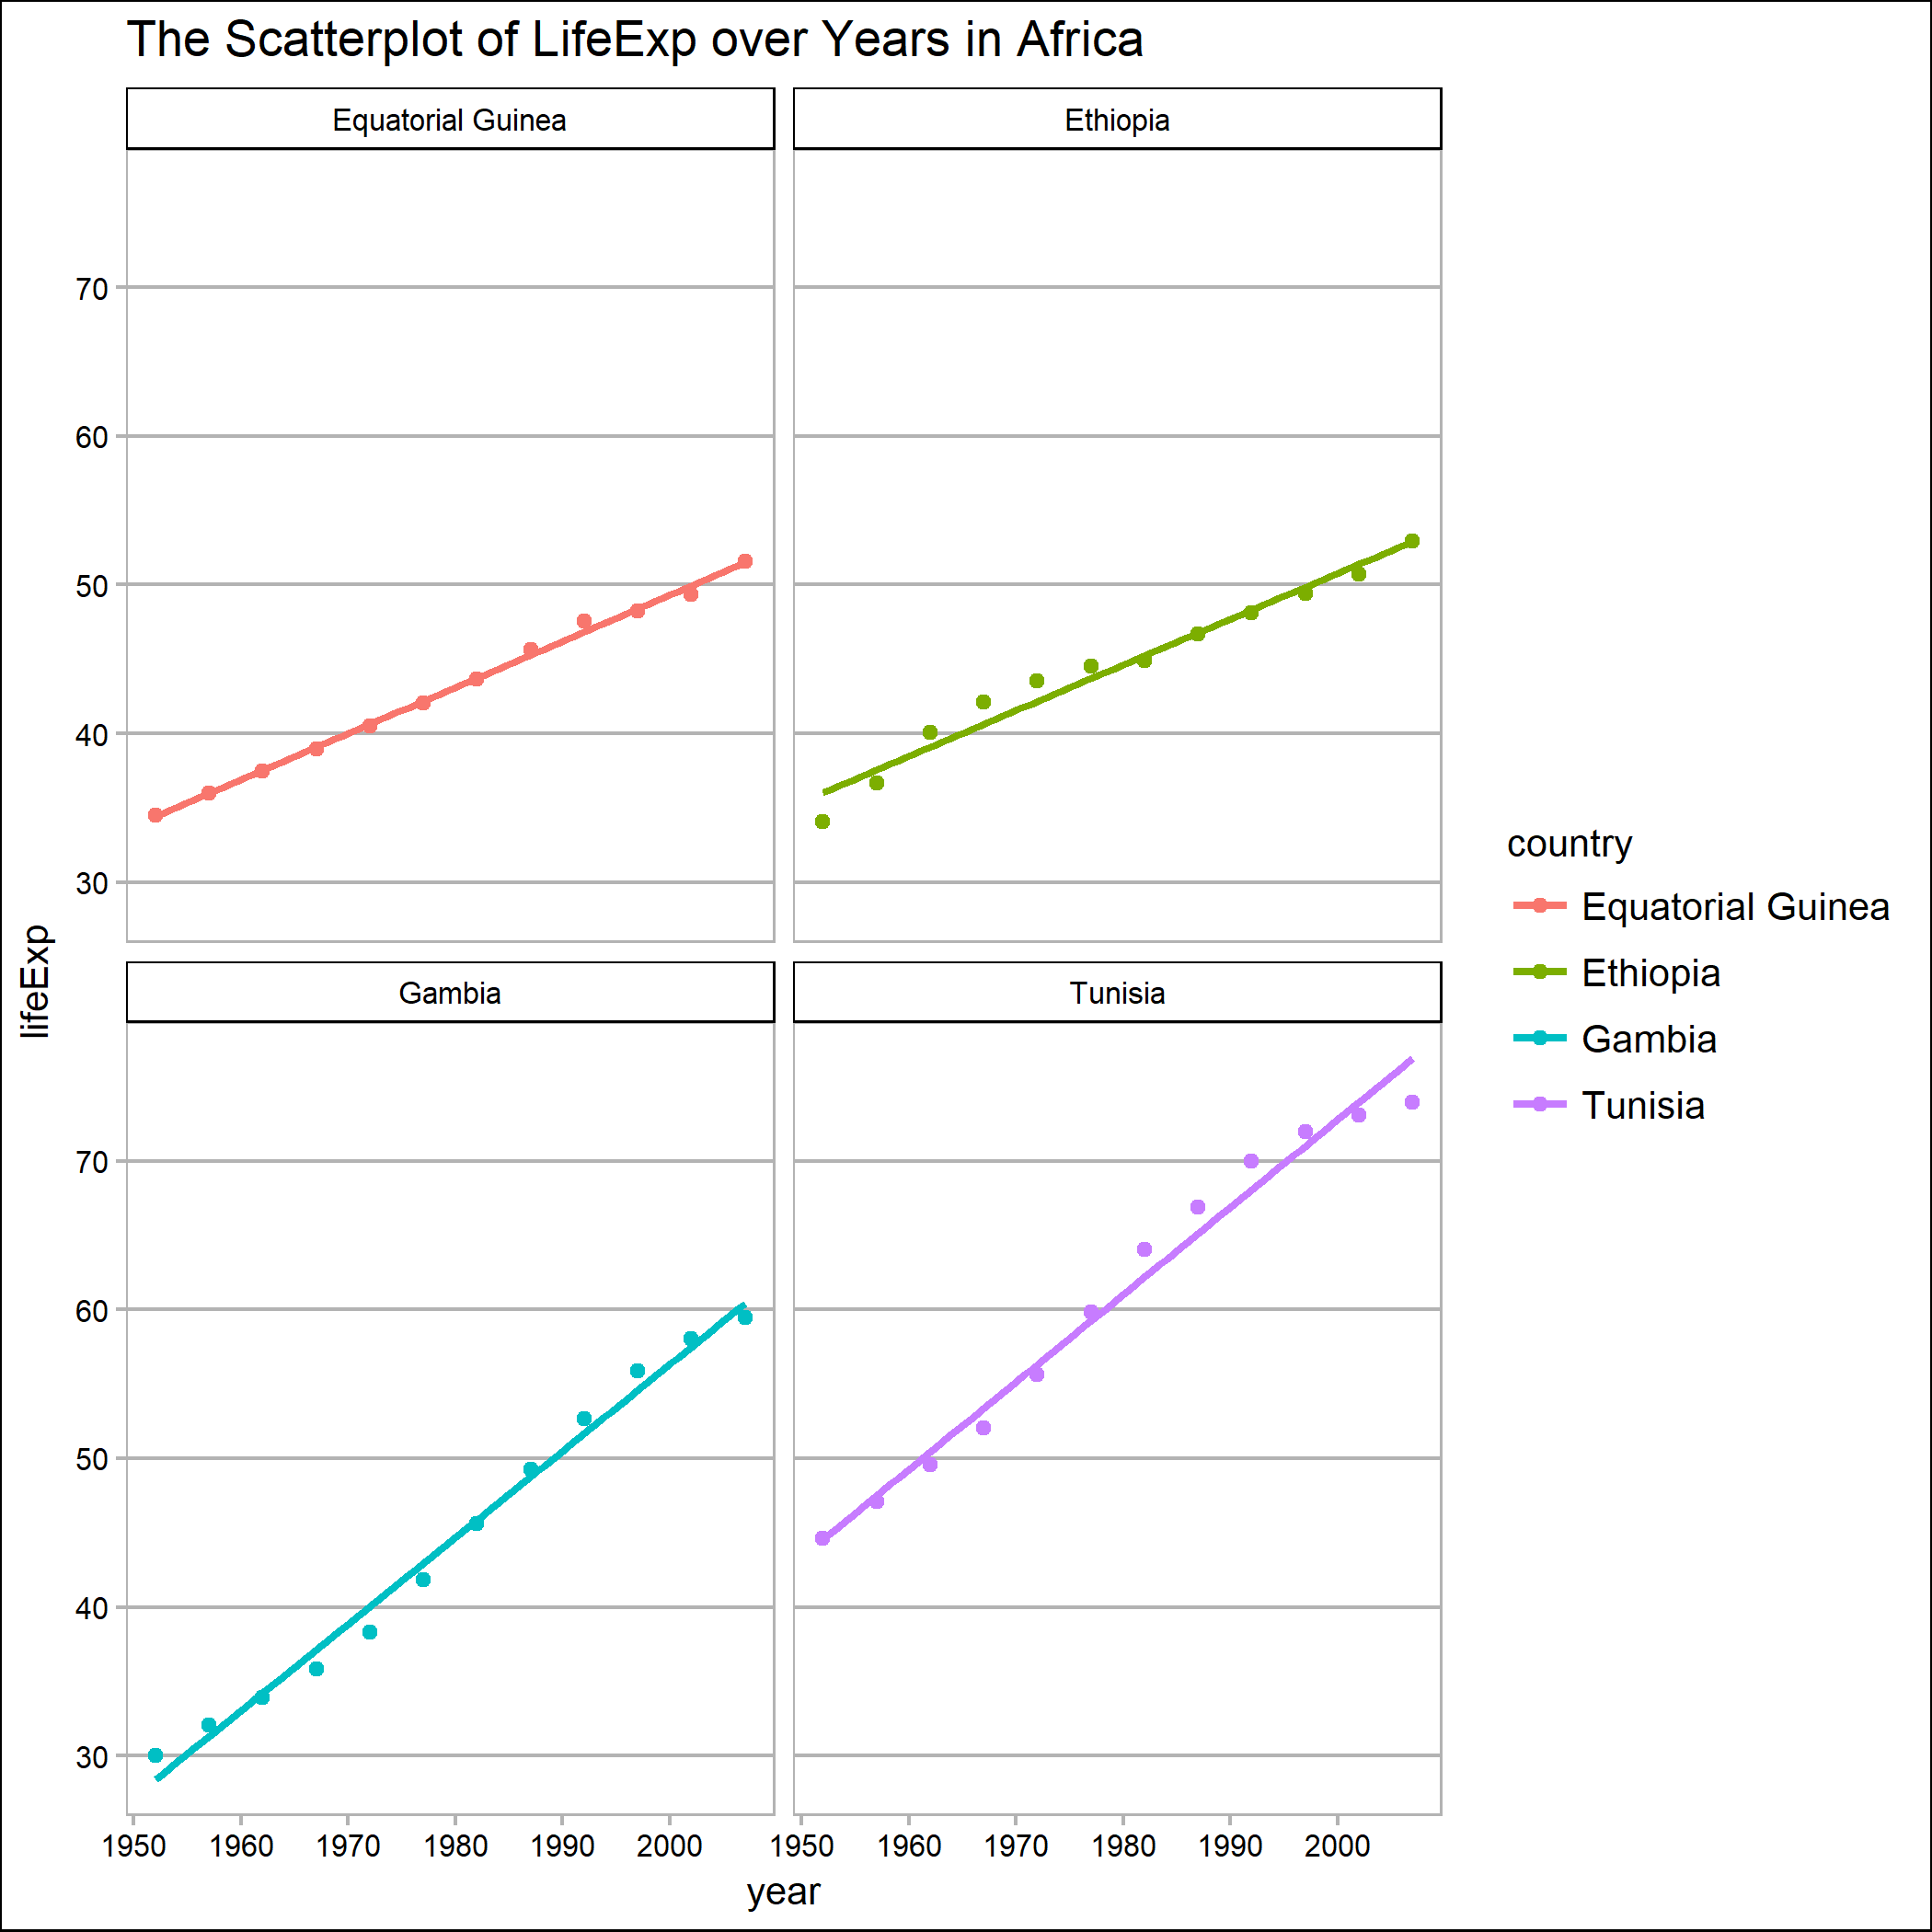 The Scatterplot of LifeExp over Years in Africa
Equatorial Guinea
Ethiopia
70
60
50
40
30
Gambia
Tunisia
70
60
50
40
30
1950 1960 1970 1980 1990 2000
1950 1960 1970 1980 1990 2000
year
lifeExp
country
Equatorial Guinea
Ethiopia
Gambia
Tunisia